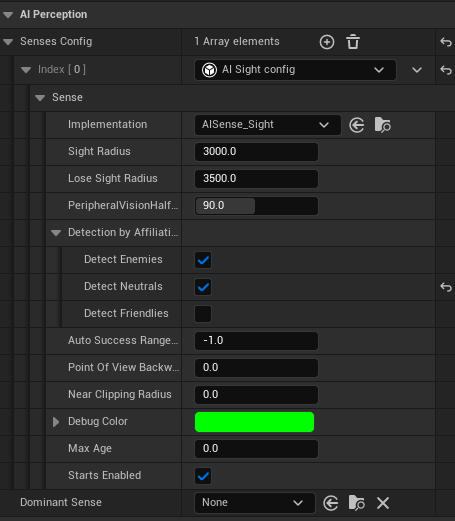 AI Perception
Senses Config 1 Array elements
Index [ 0 ] AI Sight config
Sense
Implementation AISense_Sight
Sight Radius 3000.0
Lose Sight Radius 3500.0
PeripheralVisionHalf... 90.0
Detection by Affiliati...
Detect Enemies
Detect Neutrals
Detect Friendlies
Auto Success Range... -1.0
Point Of View Backw... 0.0
Near Clipping Radius 0.0
Debug Color
Max Age 0.0
Starts Enabled
Dominant Sense None